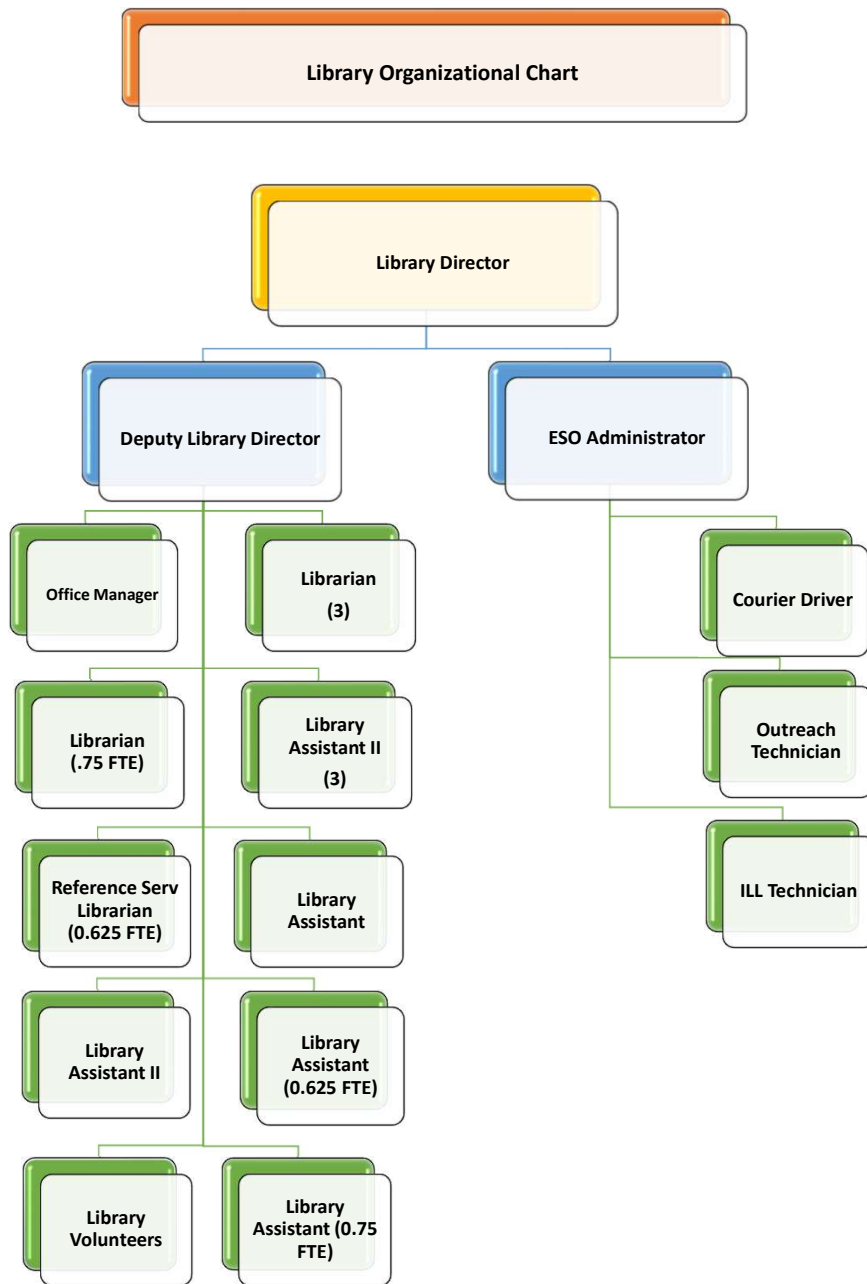 Library Organizational Chart
Library Director
Deputy Library Director
ESO Administrator
Office Manager
Librarian
(3)
Courier Driver
Librarian
(.75 FTE)
Library
Assistant II
(3)
Outreach
Technician
Reference Serv
Librarian
(0.625 FTE)
Library
Assistant
ILL Technician
Library
Assistant II
Library
Assistant
(0.625 FTE)
Library
Volunteers
Library
Assistant (0.75
FTE)